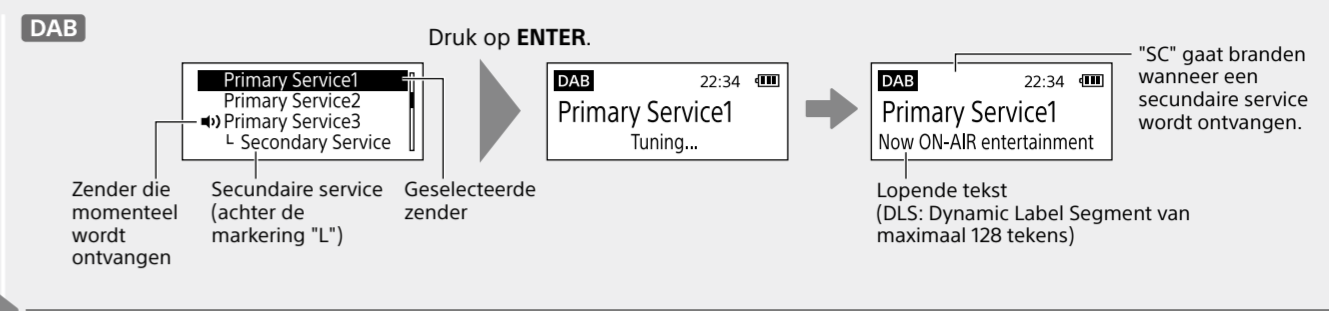 DAB
Druk op ENTER.
Primary Service1
Primary Service2
Primary Service3
└ Secondary Service
Zender die
momenteel
wordt
ontvangen
Secundaire service
(achter de
markering "L")
Geselecteerde
zender
DAB 22:34
Primary Service1
Tuning...
DAB 22:34
Primary Service1
Now ON-AIR entertainment
"SC" gaat branden
wanneer een
secundaire service
wordt ontvangen.
Lopende tekst
(DLS: Dynamic Label Segment van
maximaal 128 tekens)